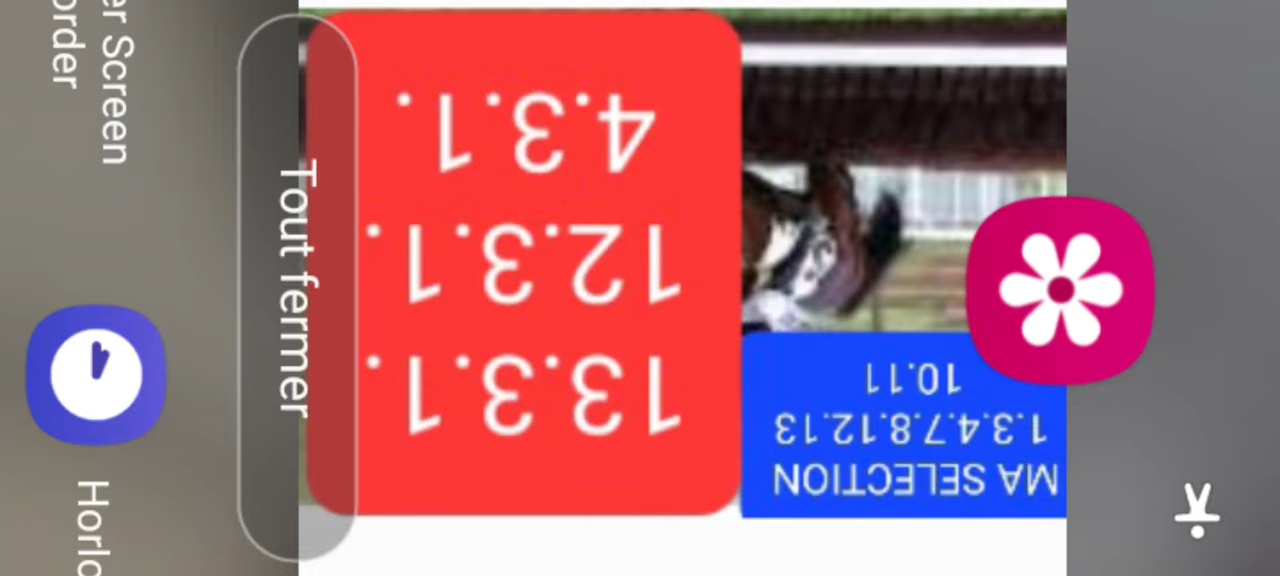 er Screen
order
Horlo
Tout fermer
13.3.1.
12.3.1.
4.3.1.
MA SELECTION
1.3.4.7.8.12.13
10.11